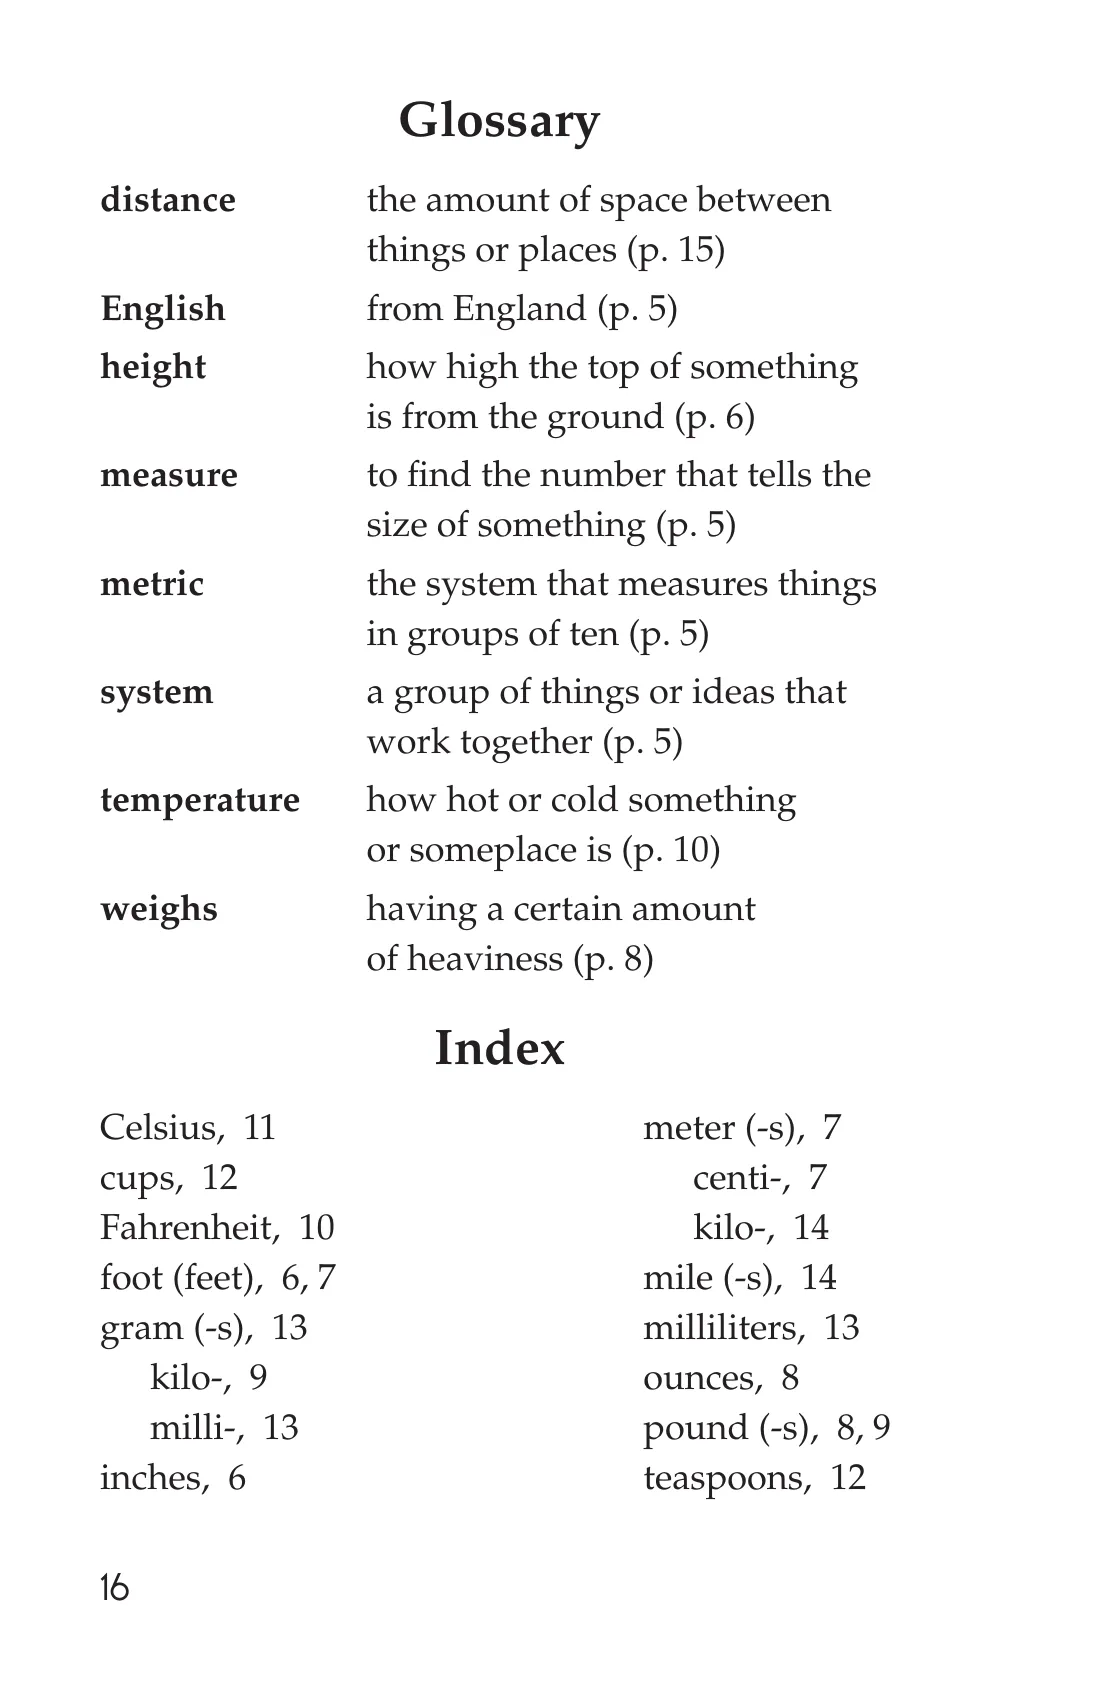 Glossary
distance the amount of space between
things or places (p. 15)
English from England (p. 5)
height how high the top of something
is from the ground (p. 6)
measure to find the number that tells the
size of something (p. 5)
metric the system that measures things
in groups of ten (p. 5)
system a group of things or ideas that
work together (p. 5)
temperature how hot or cold something
or someplace is (p. 10)
weighs having a certain amount
of heaviness (p. 8)
Index
Celsius, 11
cups, 12
Fahrenheit, 10
foot (feet), 6, 7
gram (-s), 13
kilo-, 9
milli-, 13
inches, 6
meter (-s), 7
centi-, 7
kilo-, 14
mile (-s), 14
milliliters, 13
ounces, 8
pound (-s), 8, 9
teaspoons, 12
16